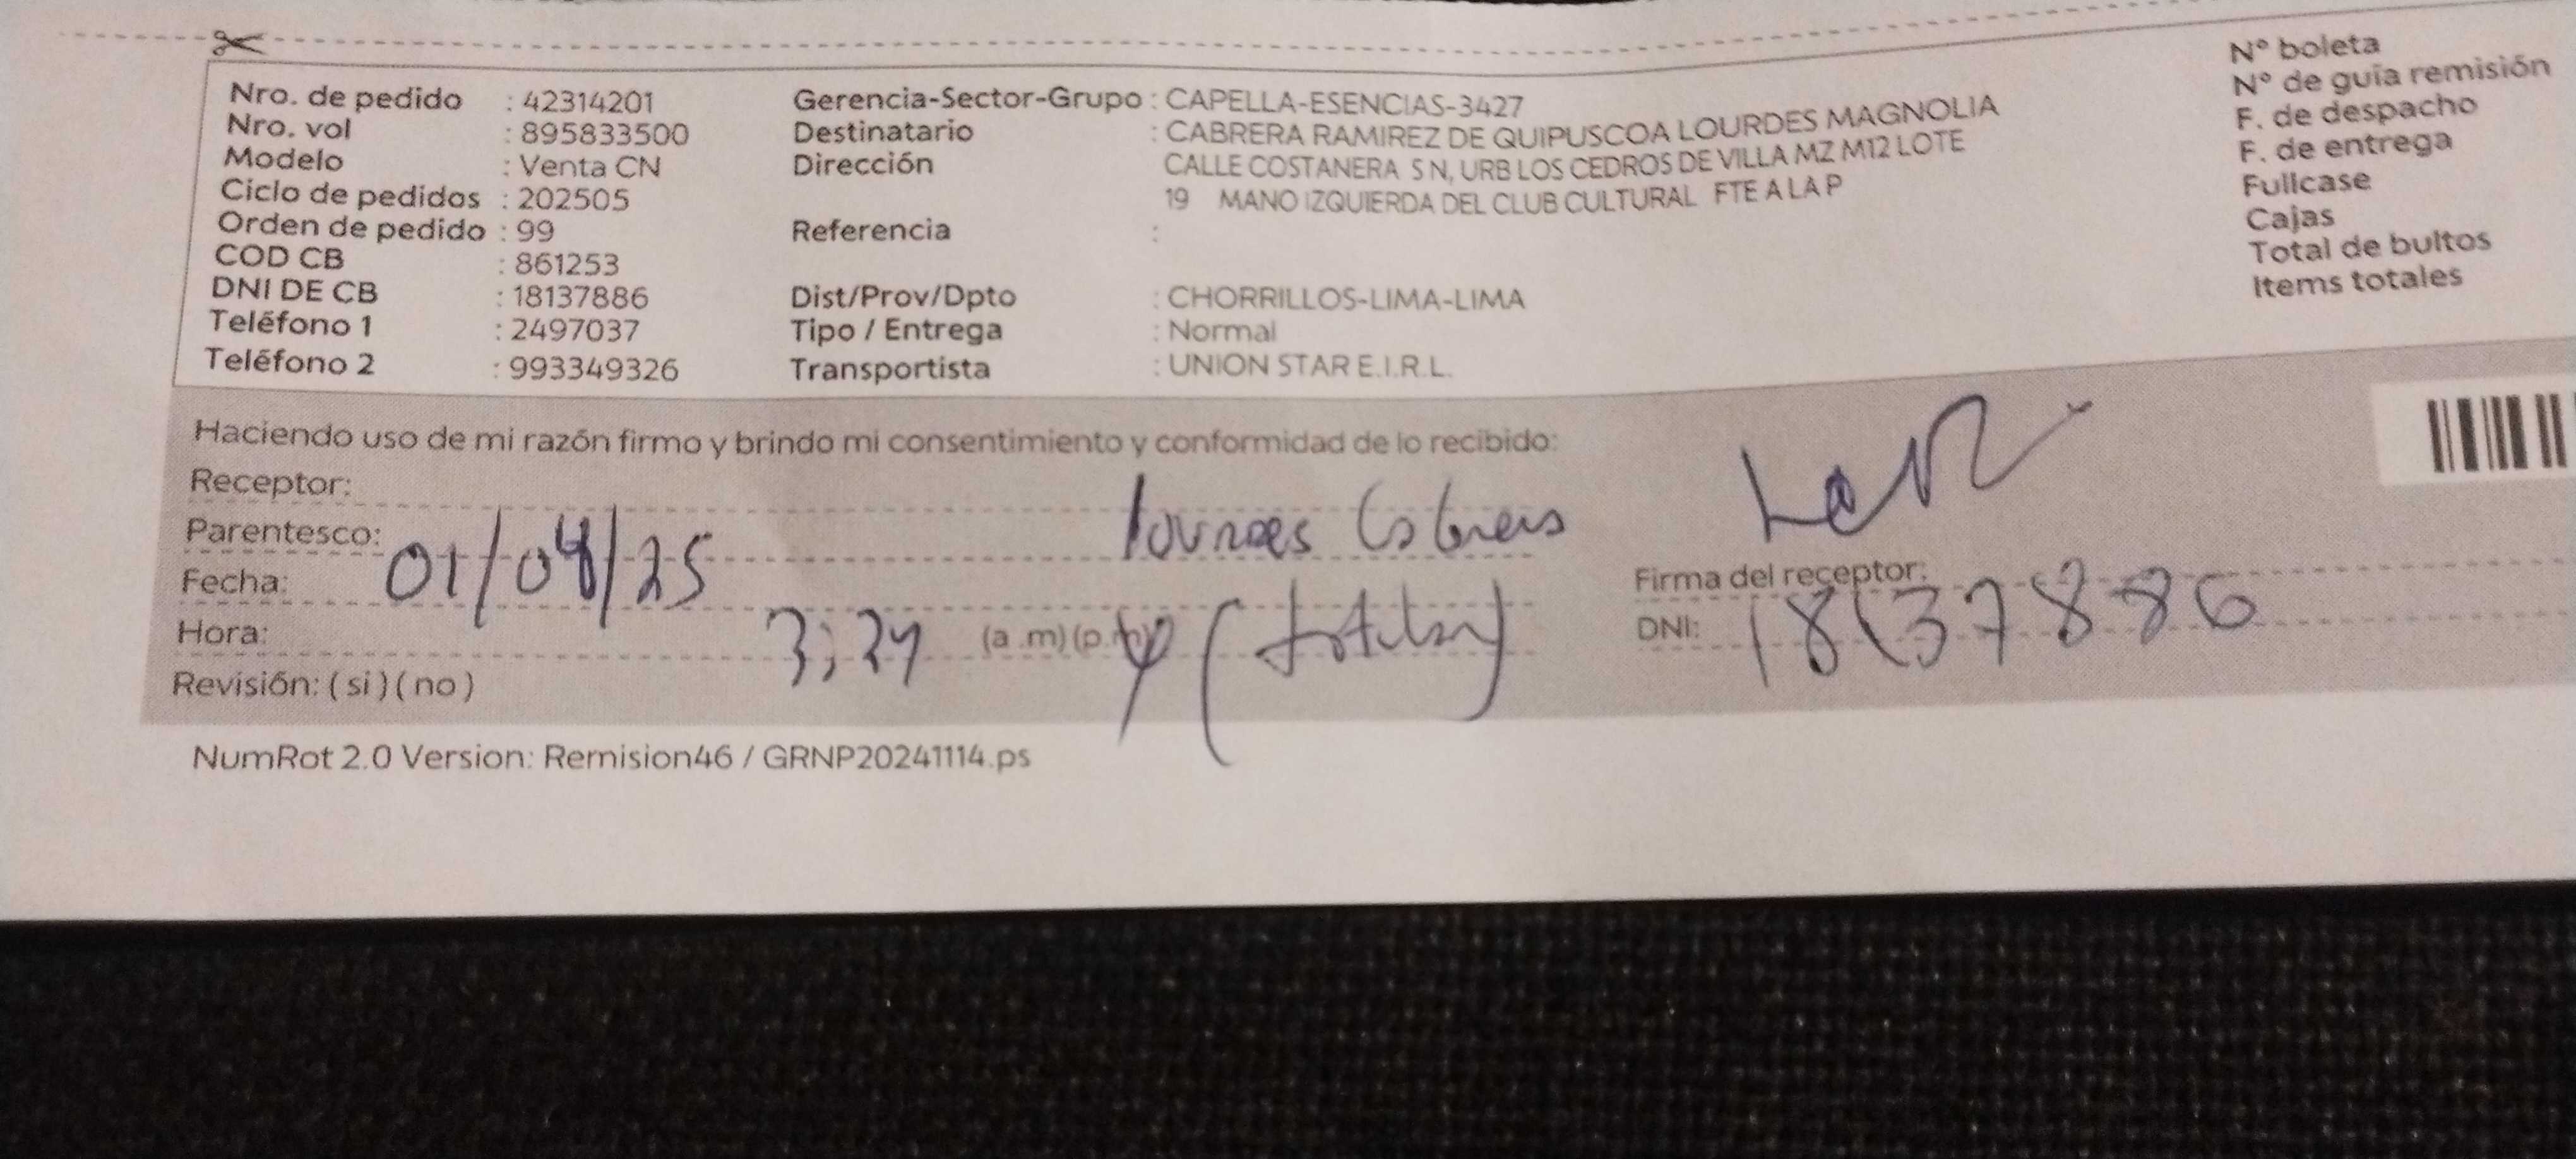 Nro. de pedido : 42314201 Gerencia-Sector-Grupo : CAPELLA-ESENCIAS-3427 N° boleta
Nro. vol : 895833500 Destinatario : CABRERA RAMIREZ DE QUIPUSCOA LOURDES MAGNOLIA N° de guía remisión
Modelo : Venta CN Dirección CALLE COSTANERA S N, URB LOS CEDROS DE VILLA MZ M12 LOTE F. de despacho
Ciclo de pedidos : 202505 19 MANO IZQUIERDA DEL CLUB CULTURAL FTE A LA P F. de entrega
Orden de pedido : 99 Referencia : Fullcase
COD CB : 861253 Cajas
DNI DE CB : 18137886 Dist/Prov/Dpto : CHORRILLOS-LIMA-LIMA Total de bultos
Teléfono 1 : 2497037 Tipo / Entrega : Normal Items totales
Teléfono 2 : 993349326 Transportista : UNION STAR E.I.R.L.
Haciendo uso de mi razón firmo y brindo mi consentimiento y conformidad de lo recibido:
Receptor:
Parentesco: Lourdes Cabrera
Fecha: 01/04/25 Firma del receptor:
Hora: 3:24 (a.m)(p.m) (titular) DNI: 18137886
Revisión: (si)(no)
NumRot 2.0 Version: Remision46 / GRNP20241114.ps